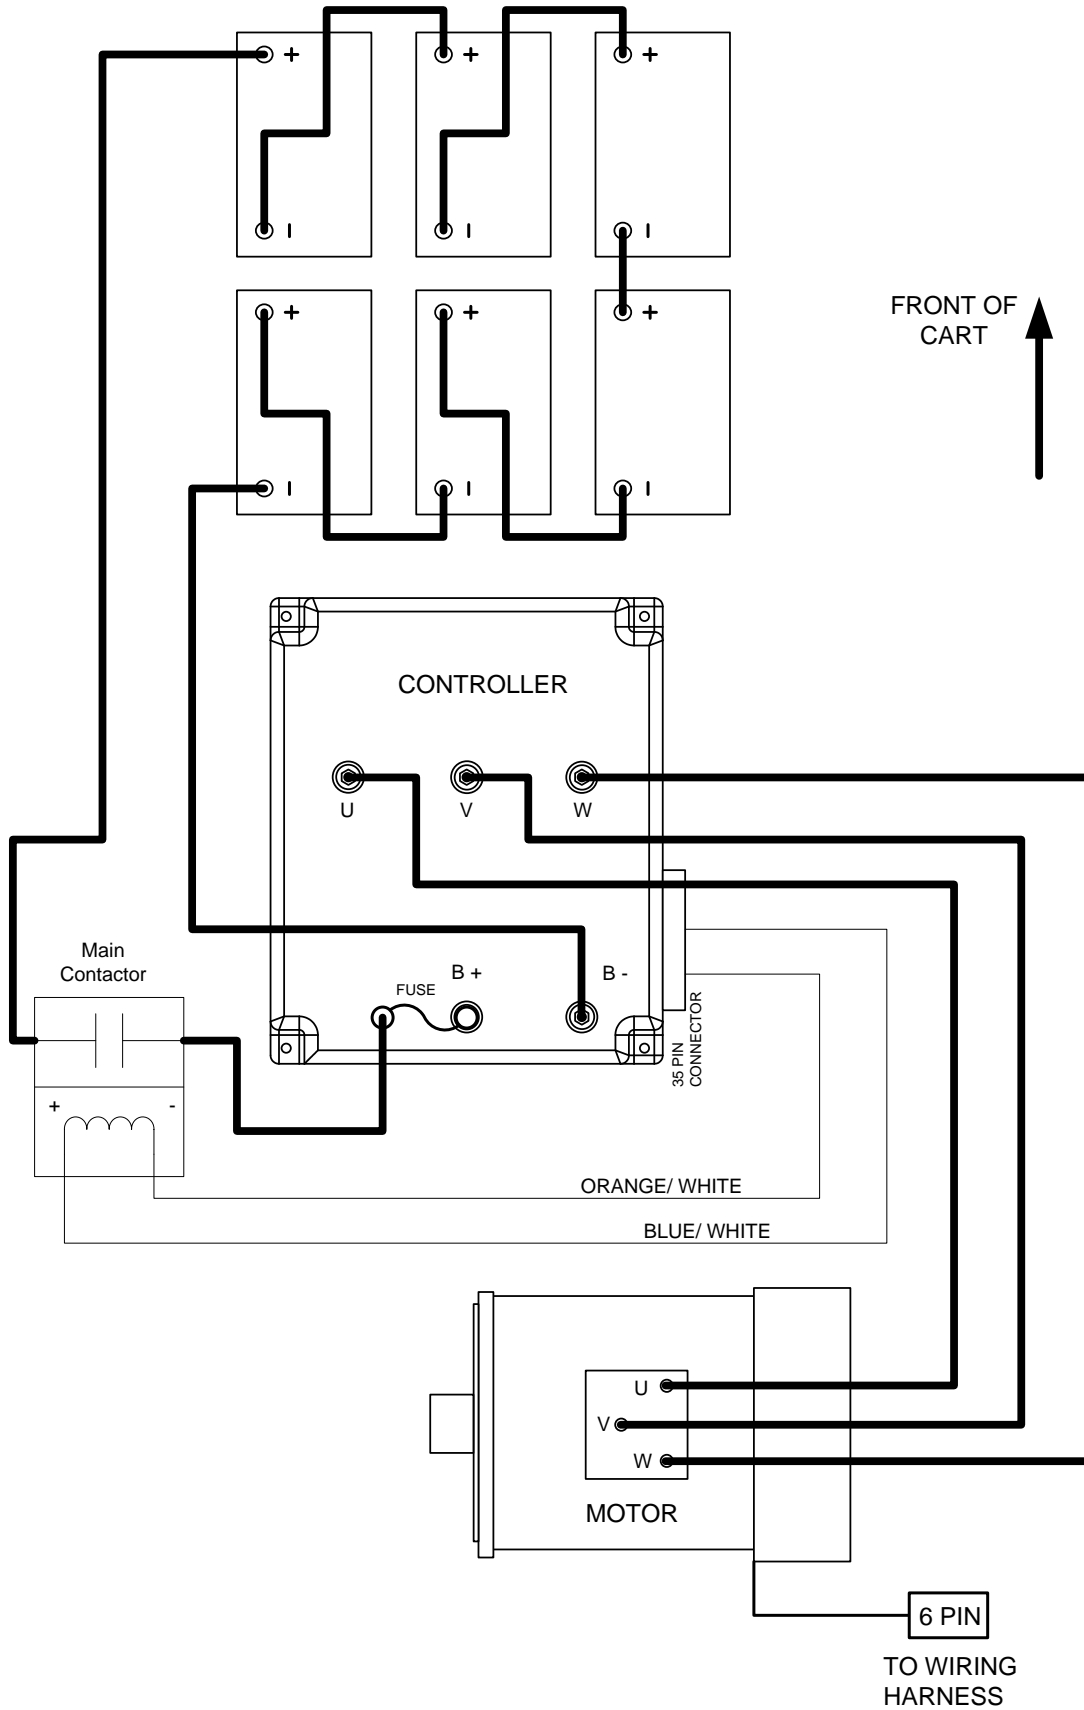 + + +
I I I
+ + +
I I I
FRONT OF
CART
CONTROLLER
U V W
Main
Contactor
B +
B -
FUSE
35 PIN
CONNECTOR
+ -
ORANGE/ WHITE
BLUE/ WHITE
U
V
W
MOTOR
6 PIN
TO WIRING
HARNESS